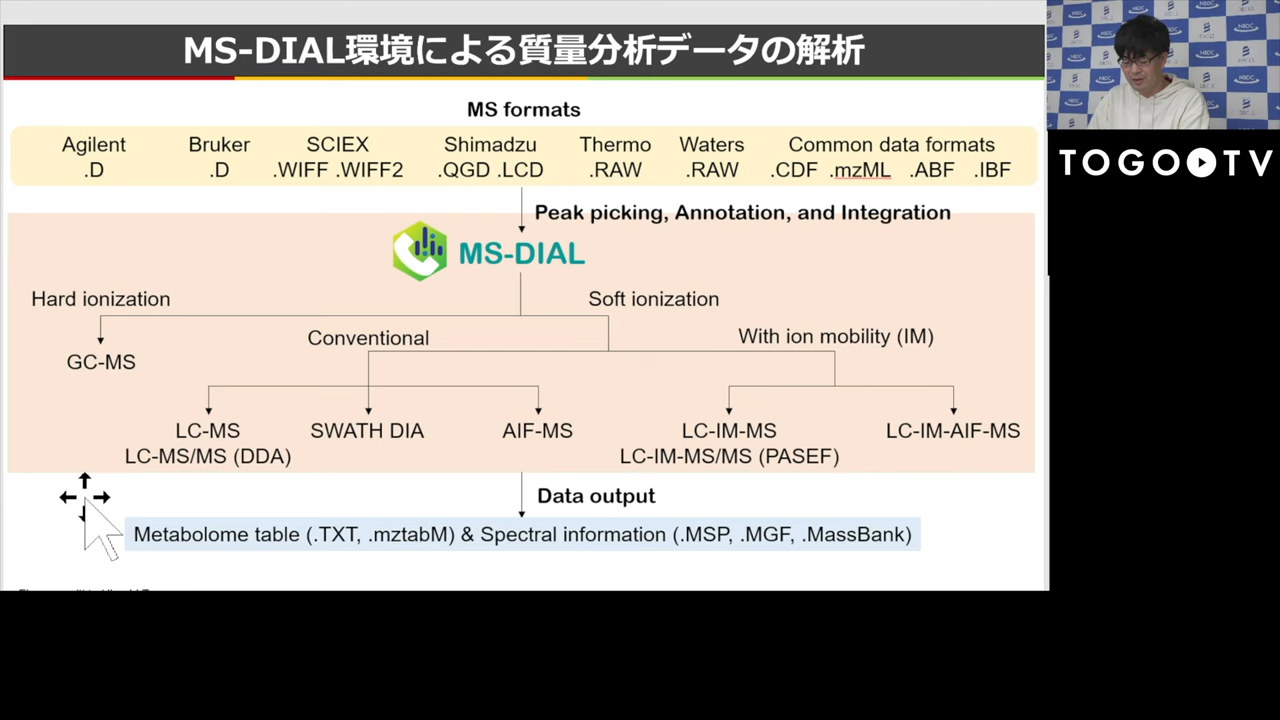 MS-DIAL環境による質量分析データの解析
MS formats
Agilent
.D
Bruker
.D
SCIEX
.WIFF .WIFF2
Shimadzu
.QGD .LCD
Thermo
.RAW
Waters
.RAW
Common data formats
.CDF .mzML .ABF .IBF
Peak picking, Annotation, and Integration
MS-DIAL
Hard ionization
Soft ionization
Conventional
With ion mobility (IM)
GC-MS
LC-MS
LC-MS/MS (DDA)
SWATH DIA
AIF-MS
LC-IM-MS
LC-IM-MS/MS (PASEF)
LC-IM-AIF-MS
Data output
Metabolome table (.TXT, .mztabM) & Spectral information (.MSP, .MGF, .MassBank)
NBDC
TOGO TV